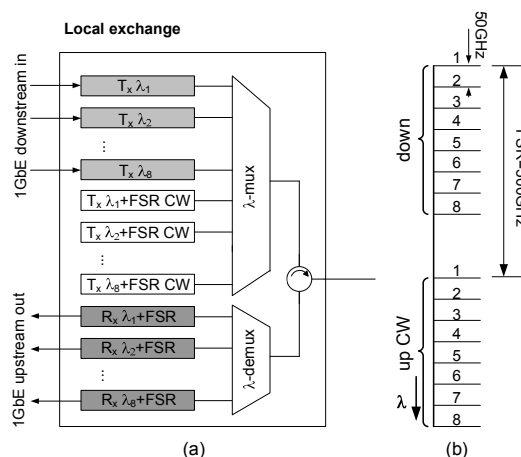 Local exchange
1GbE downstream in
Tx λ1
Tx λ2
...
Tx λ8
Tx λ1+FSR CW
Tx λ2+FSR CW
...
Tx λ8+FSR CW
λ-mux
1GbE upstream out
Rx λ1+FSR
Rx λ2+FSR
...
Rx λ8+FSR
λ-demux
(a)
50GHz
down
1
2
3
4
5
6
7
8
FSR=500GHz
up CW
1
2
3
4
5
6
7
8
λ
(b)